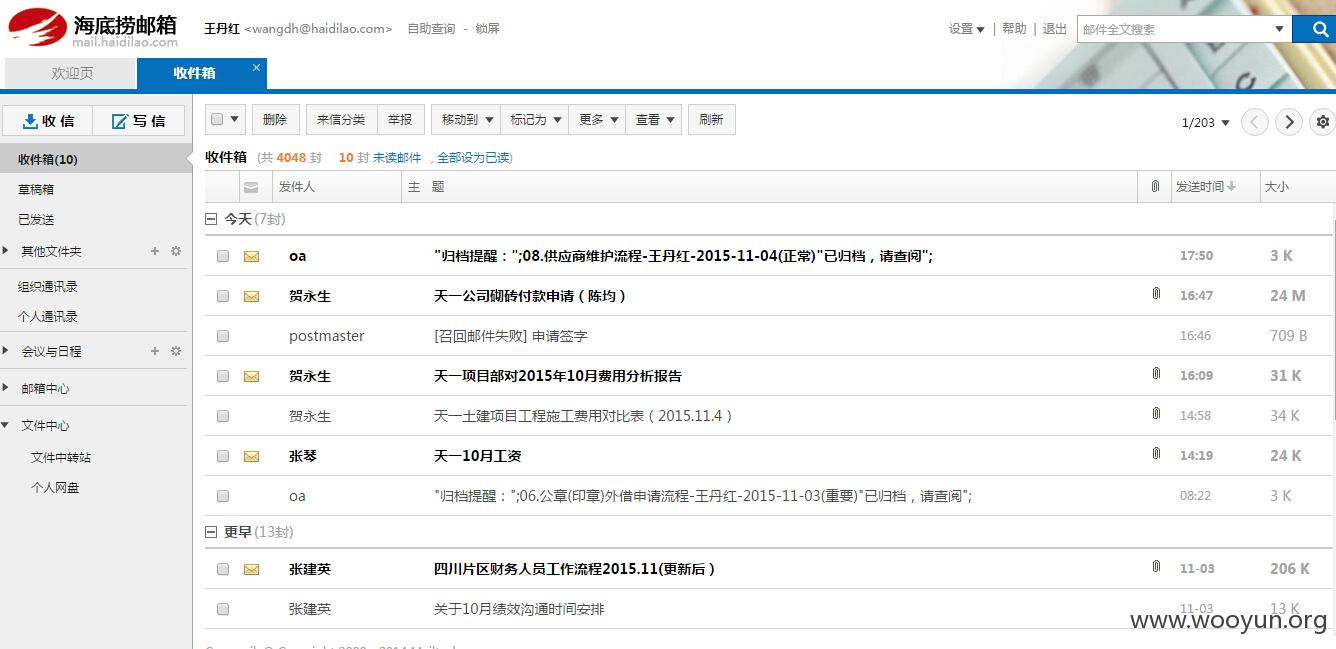 海底捞邮箱
mail.haidilao.com
王丹红 <wangdh@haidilao.com> 自助查询 - 锁屏
设置 | 帮助 | 退出 邮件全文搜索
欢迎页 收件箱 ×
收 信 写 信
收件箱(10)
草稿箱
已发送
其他文件夹 +
组织通讯录
个人通讯录
会议与日程 +
邮箱中心
文件中心
文件中转站
个人网盘
删除 来信分类 举报 移动到 标记为 更多 查看 刷新
1/203
收件箱 (共 4048 封 10 封 未读邮件 , 全部设为已读)
发件人 主 题 发送时间 大小
今天(7封)
oa "归档提醒：";08.供应商维护流程-王丹红-2015-11-04(正常)"已归档，请查阅"; 17:50 3 K
贺永生 天一公司砌砖付款申请（陈均） 16:47 24 M
postmaster [召回邮件失败] 申请签字 16:46 709 B
贺永生 天一项目部对2015年10月费用分析报告 16:09 31 K
贺永生 天一土建项目工程施工费用对比表（2015.11.4） 14:58 34 K
张琴 天一10月工资 14:19 24 K
oa "归档提醒：";06.公章(印章)外借申请流程-王丹红-2015-11-03(重要)"已归档，请查阅"; 08:22 3 K
更早(13封)
张建英 四川片区财务人员工作流程2015.11(更新后） 11-03 206 K
张建英 关于10月绩效沟通时间安排 11-03 13 K
www.wooyun.org